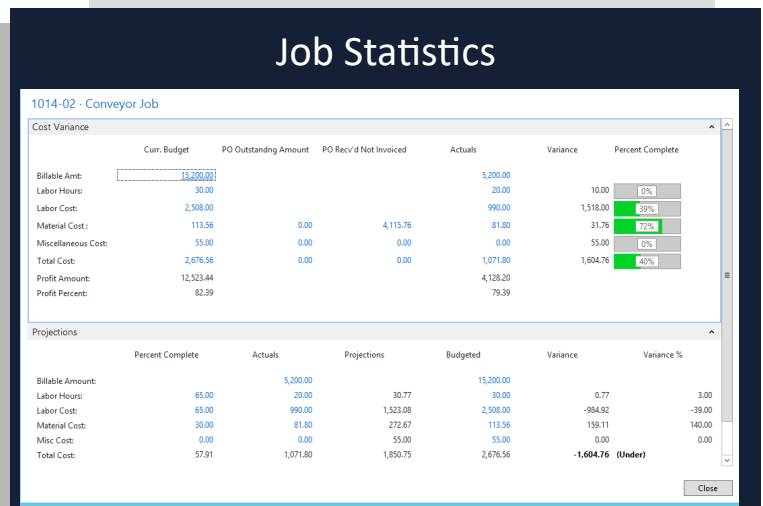 Job Statistics
1014-02 · Conveyor Job
Cost Variance
Curr. Budget PO Outstandng Amount PO Recv'd Not Invoiced Actuals Variance Percent Complete
Billable Amt: 15,200.00 5,200.00
Labor Hours: 30.00 20.00 10.00 0%
Labor Cost: 2,508.00 990.00 1,518.00 39%
Material Cost : 113.56 0.00 4,115.76 81.80 31.76 72%
Miscellaneous Cost: 55.00 0.00 0.00 0.00 55.00 0%
Total Cost: 2,676.56 0.00 0.00 1,071.80 1,604.76 40%
Profit Amount: 12,523.44 4,128.20
Profit Percent: 82.39 79.39
Projections
Percent Complete Actuals Projections Budgeted Variance Variance %
Billable Amount: 5,200.00 15,200.00
Labor Hours: 65.00 20.00 30.77 30.00 0.77 3.00
Labor Cost: 65.00 990.00 1,523.08 2,508.00 -984.92 -39.00
Material Cost: 30.00 81.80 272.67 113.56 159.11 140.00
Misc Cost: 0.00 0.00 55.00 55.00 0.00 0.00
Total Cost: 57.91 1,071.80 1,850.75 2,676.56 -1,604.76 (Under)
Close